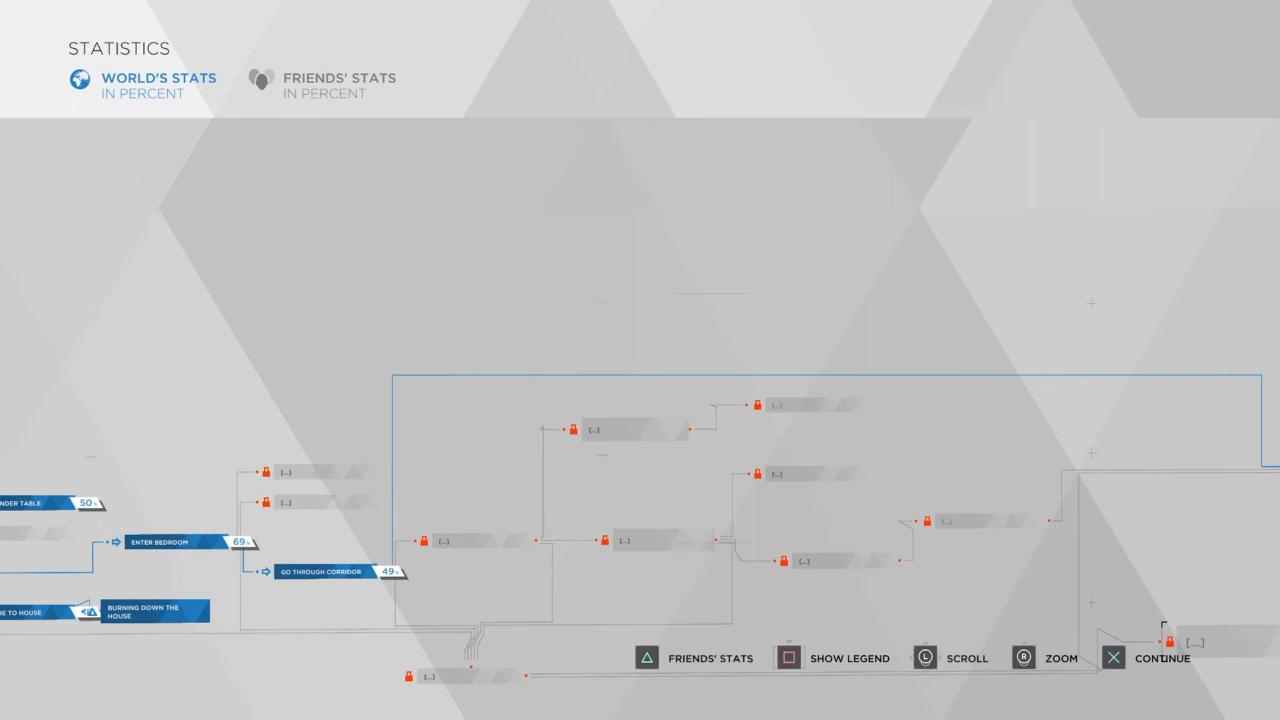 STATISTICS
WORLD'S STATS
IN PERCENT
FRIENDS' STATS
IN PERCENT
[...]
[...]
[...]
[...]
[...]
NDER TABLE 50%
[...]
[...]
ENTER BEDROOM 69%
[...]
[...]
[...]
GO THROUGH CORRIDOR 49%
TO HOUSE
BURNING DOWN THE
HOUSE
[...]
[...]
FRIENDS' STATS
SHOW LEGEND
L SCROLL
R ZOOM
CONTINUE